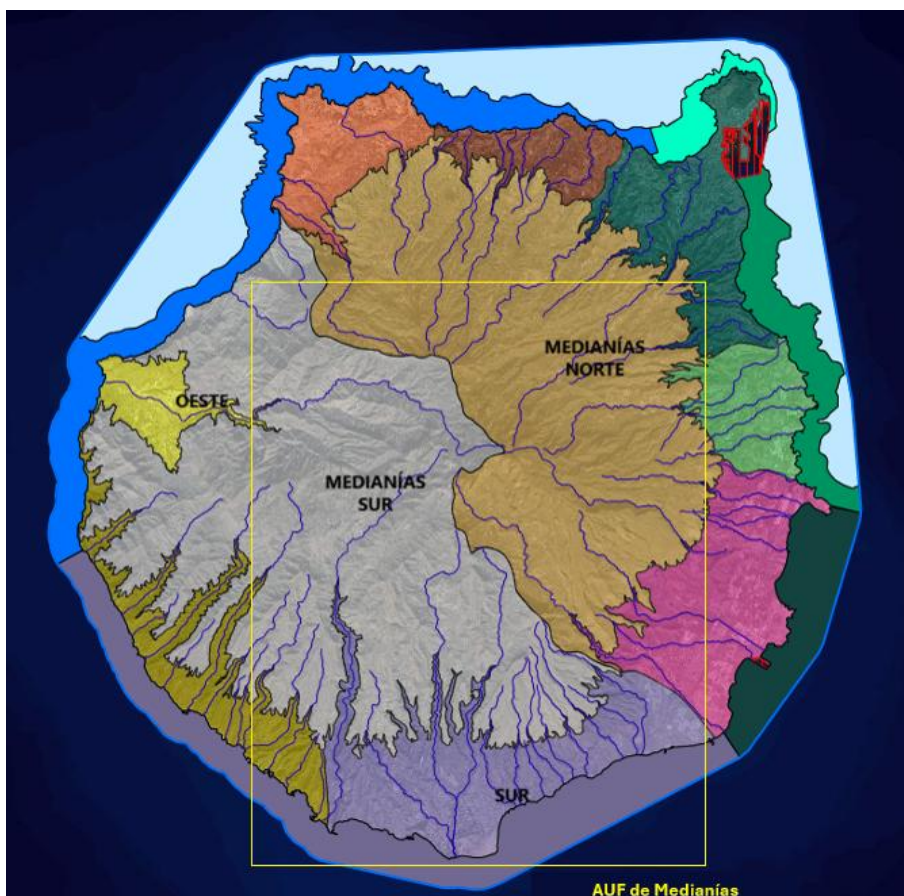 MEDIANÍAS
NORTE
OESTE
MEDIANÍAS
SUR
SUR
AUF de Medianías